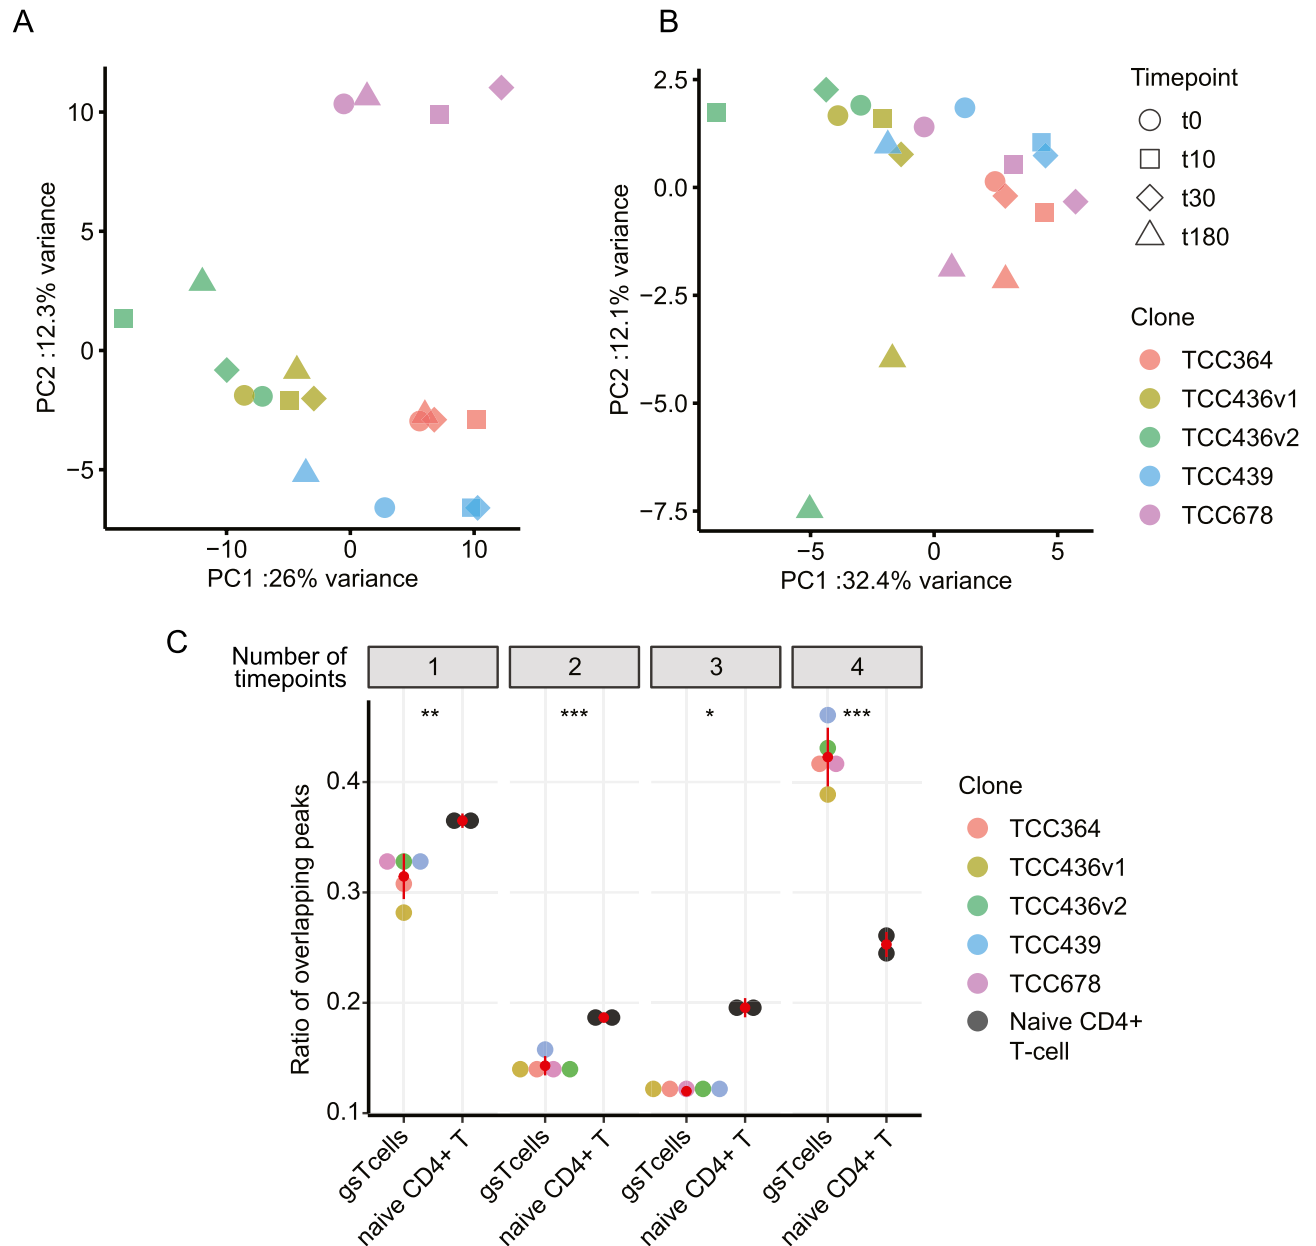 A
10
5
0
−5
−10
0
10
PC2 :12.3% variance
PC1 :26% variance
B
2.5
0.0
−2.5
−5.0
−7.5
−5
0
5
PC2 :12.1% variance
PC1 :32.4% variance
Timepoint
t0
t10
t30
t180
Clone
TCC364
TCC436v1
TCC436v2
TCC439
TCC678
C
Number of
timepoints
1
2
3
4
**
***
*
***
Ratio of overlapping peaks
0.4
0.3
0.2
0.1
gsTcells
naive CD4+ T
gsTcells
naive CD4+ T
gsTcells
naive CD4+ T
gsTcells
naive CD4+ T
Clone
TCC364
TCC436v1
TCC436v2
TCC439
TCC678
Naive CD4+
T-cell